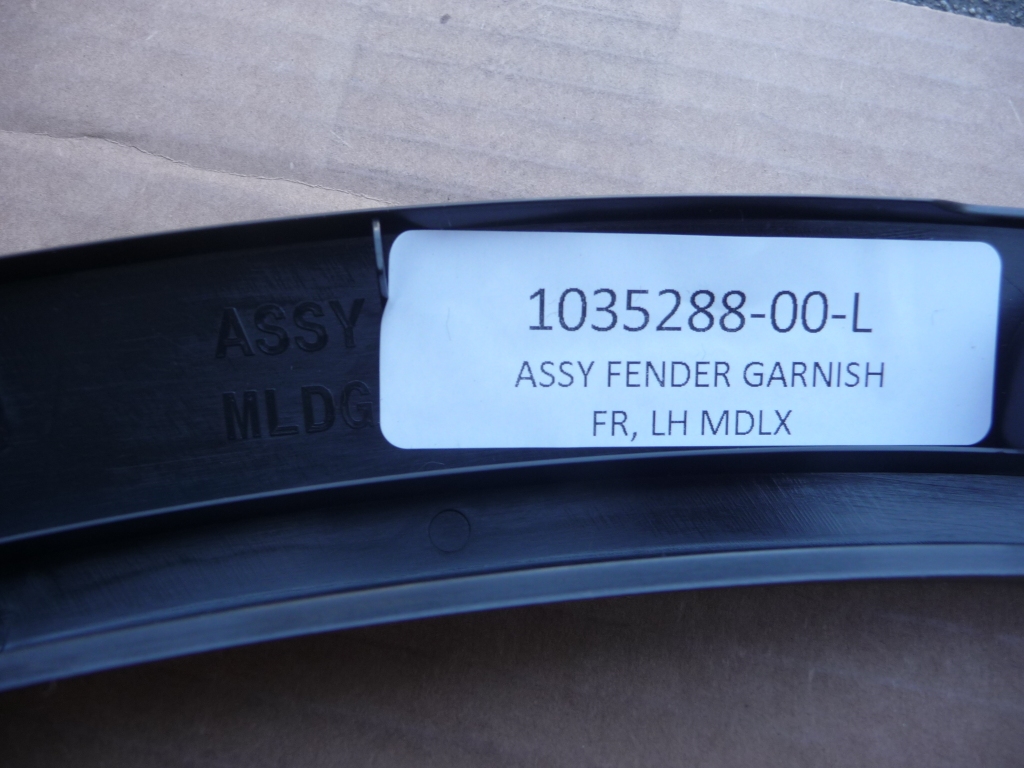 ASSY
MLDG
1035288-00-L
ASSY FENDER GARNISH
FR, LH MDLX